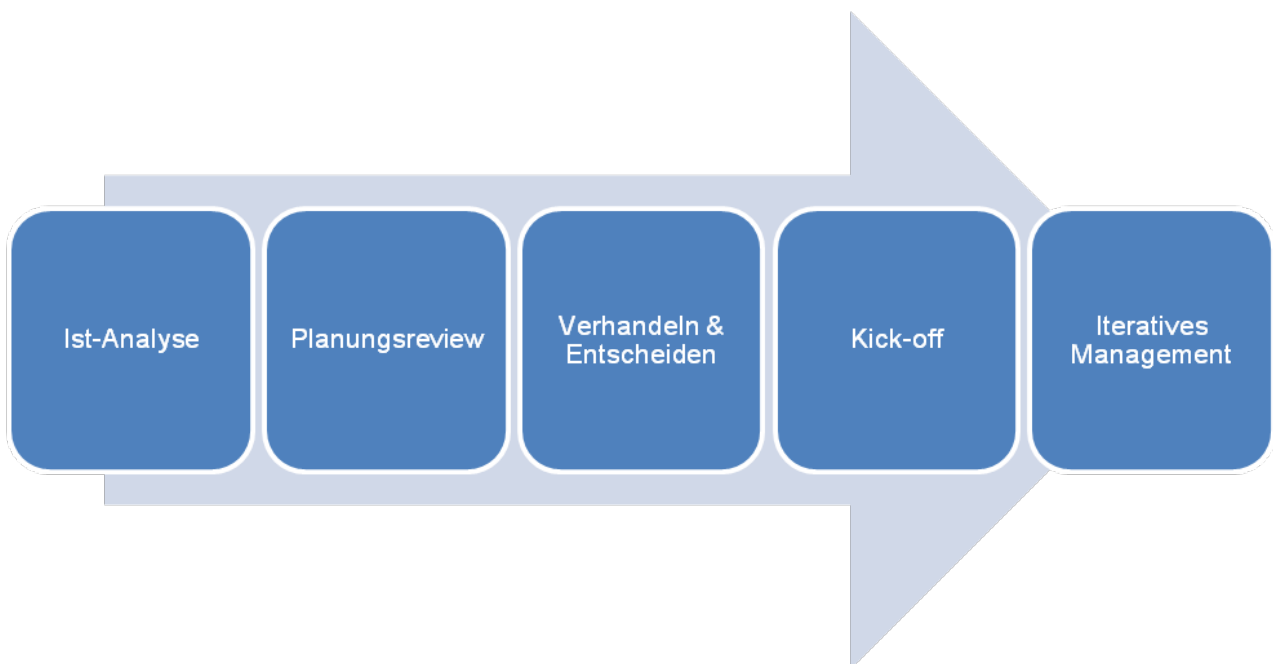 Ist-Analyse
Planungsreview
Verhandeln &
Entscheiden
Kick-off
Iteratives
Management